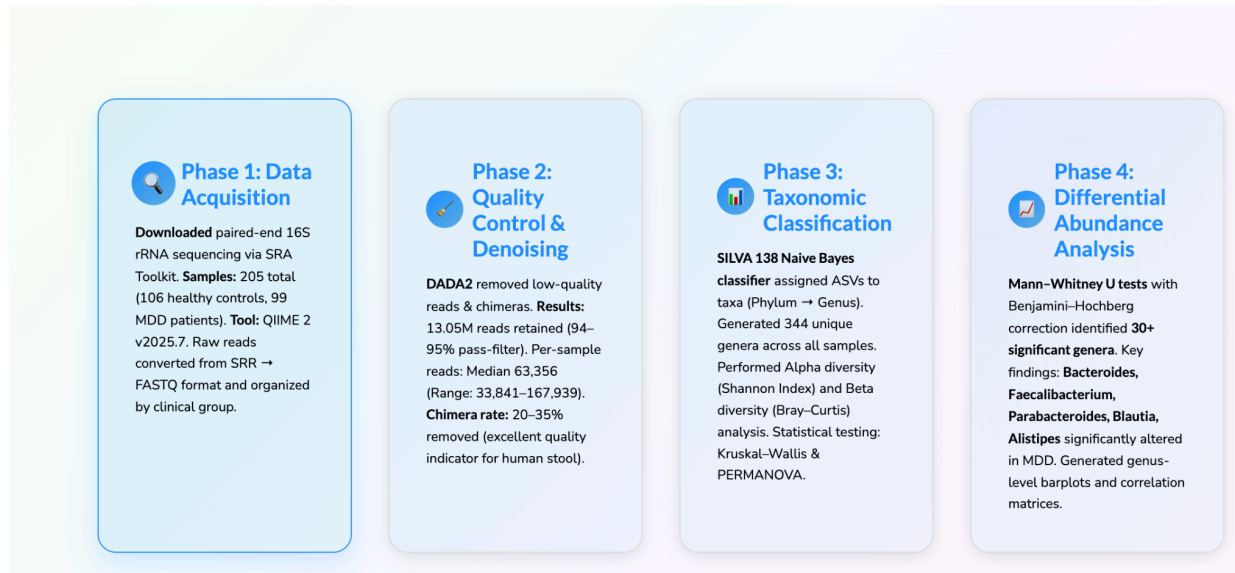 Phase 1: Data
Acquisition
Downloaded paired-end 16S
rRNA sequencing via SRA
Toolkit. Samples: 205 total
(106 healthy controls, 99
MDD patients). Tool: QIIME 2
v2025.7. Raw reads
converted from SRR →
FASTQ format and organized
by clinical group.
Phase 2:
Quality
Control &
Denoising
DADA2 removed low-quality
reads & chimeras. Results:
13.05M reads retained (94–
95% pass-filter). Per-sample
reads: Median 63,356
(Range: 33,841–167,939).
Chimera rate: 20–35%
removed (excellent quality
indicator for human stool).
Phase 3:
Taxonomic
Classification
SILVA 138 Naive Bayes
classifier assigned ASVs to
taxa (Phylum → Genus).
Generated 344 unique
genera across all samples.
Performed Alpha diversity
(Shannon Index) and Beta
diversity (Bray–Curtis)
analysis. Statistical testing:
Kruskal–Wallis &
PERMANOVA.
Phase 4:
Differential
Abundance
Analysis
Mann–Whitney U tests with
Benjamini–Hochberg
correction identified 30+
significant genera. Key
findings: Bacteroides,
Faecalibacterium,
Parabacteroides, Blautia,
Alistipes significantly altered
in MDD. Generated genus-
level barplots and correlation
matrices.